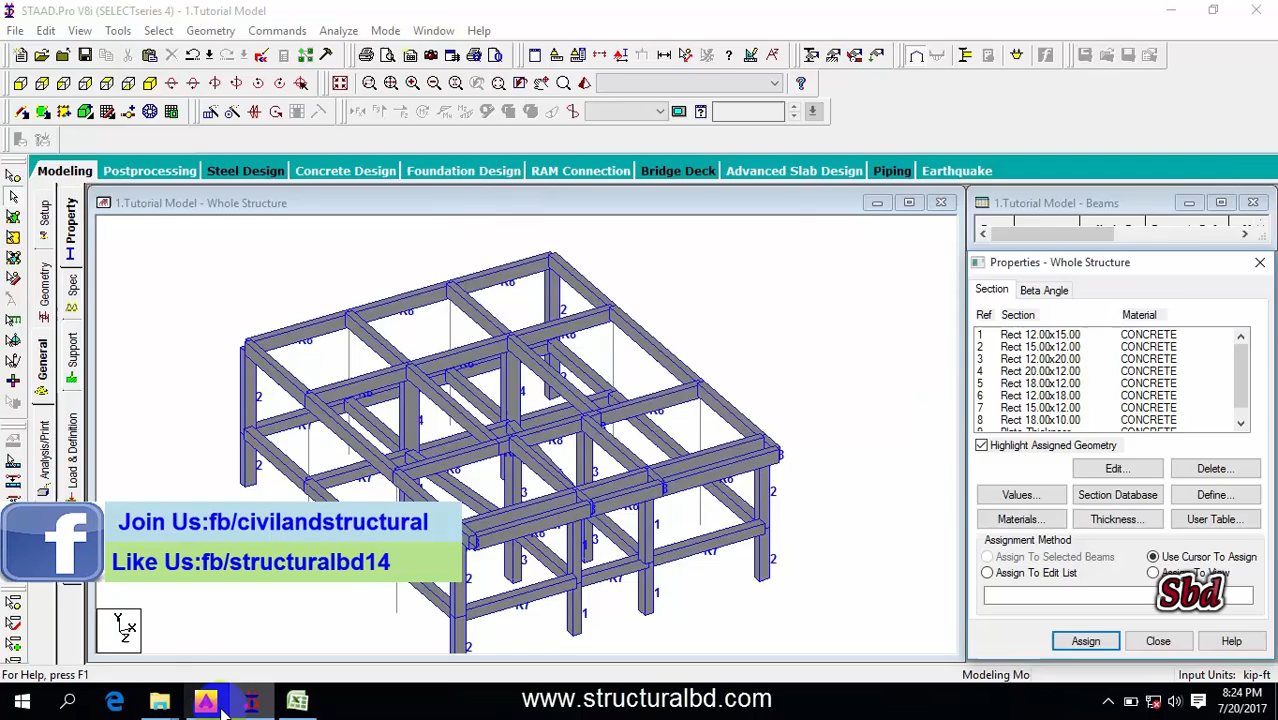 STAAD.Pro V8i (SELECTseries 4) - 1.Tutorial Model
File Edit View Tools Select Geometry Commands Analyze Mode Window Help
Modeling Postprocessing Steel Design Concrete Design Foundation Design RAM Connection Bridge Deck Advanced Slab Design Piping Earthquake
1.Tutorial Model - Whole Structure
1.Tutorial Model - Beams
Setup
Geometry
General
Analysis/Print
Property
Spec
Support
Load & Definition
Properties - Whole Structure
Section Beta Angle
Ref Section Material
1 Rect 12.00x15.00 CONCRETE
2 Rect 15.00x12.00 CONCRETE
3 Rect 12.00x20.00 CONCRETE
4 Rect 20.00x12.00 CONCRETE
5 Rect 18.00x12.00 CONCRETE
6 Rect 12.00x18.00 CONCRETE
7 Rect 15.00x12.00 CONCRETE
8 Rect 18.00x10.00 CONCRETE
Highlight Assigned Geometry
Edit... Delete...
Values... Section Database Define...
Materials... Thickness... User Table...
Assignment Method
Assign To Selected Beams Use Cursor To Assign
Assign To Edit List
Sbd
Assign Close Help
Join Us:fb/civilandstructural
Like Us:fb/structuralbd14
Y
X
Z
For Help, press F1
Modeling Mo
Input Units: kip-ft
www.structuralbd.com
8:24 PM
7/20/2017